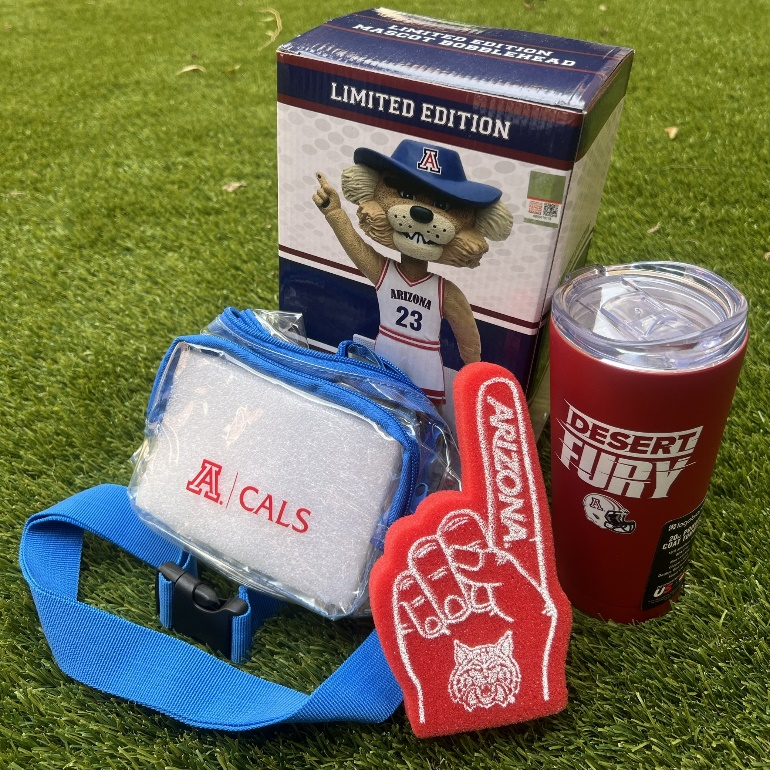 LIMITED EDITION
MASCOT BOBBLEHEAD
LIMITED EDITION
A
ARIZONA
23
A CALS
ARIZONA
DESERT
FURY
A